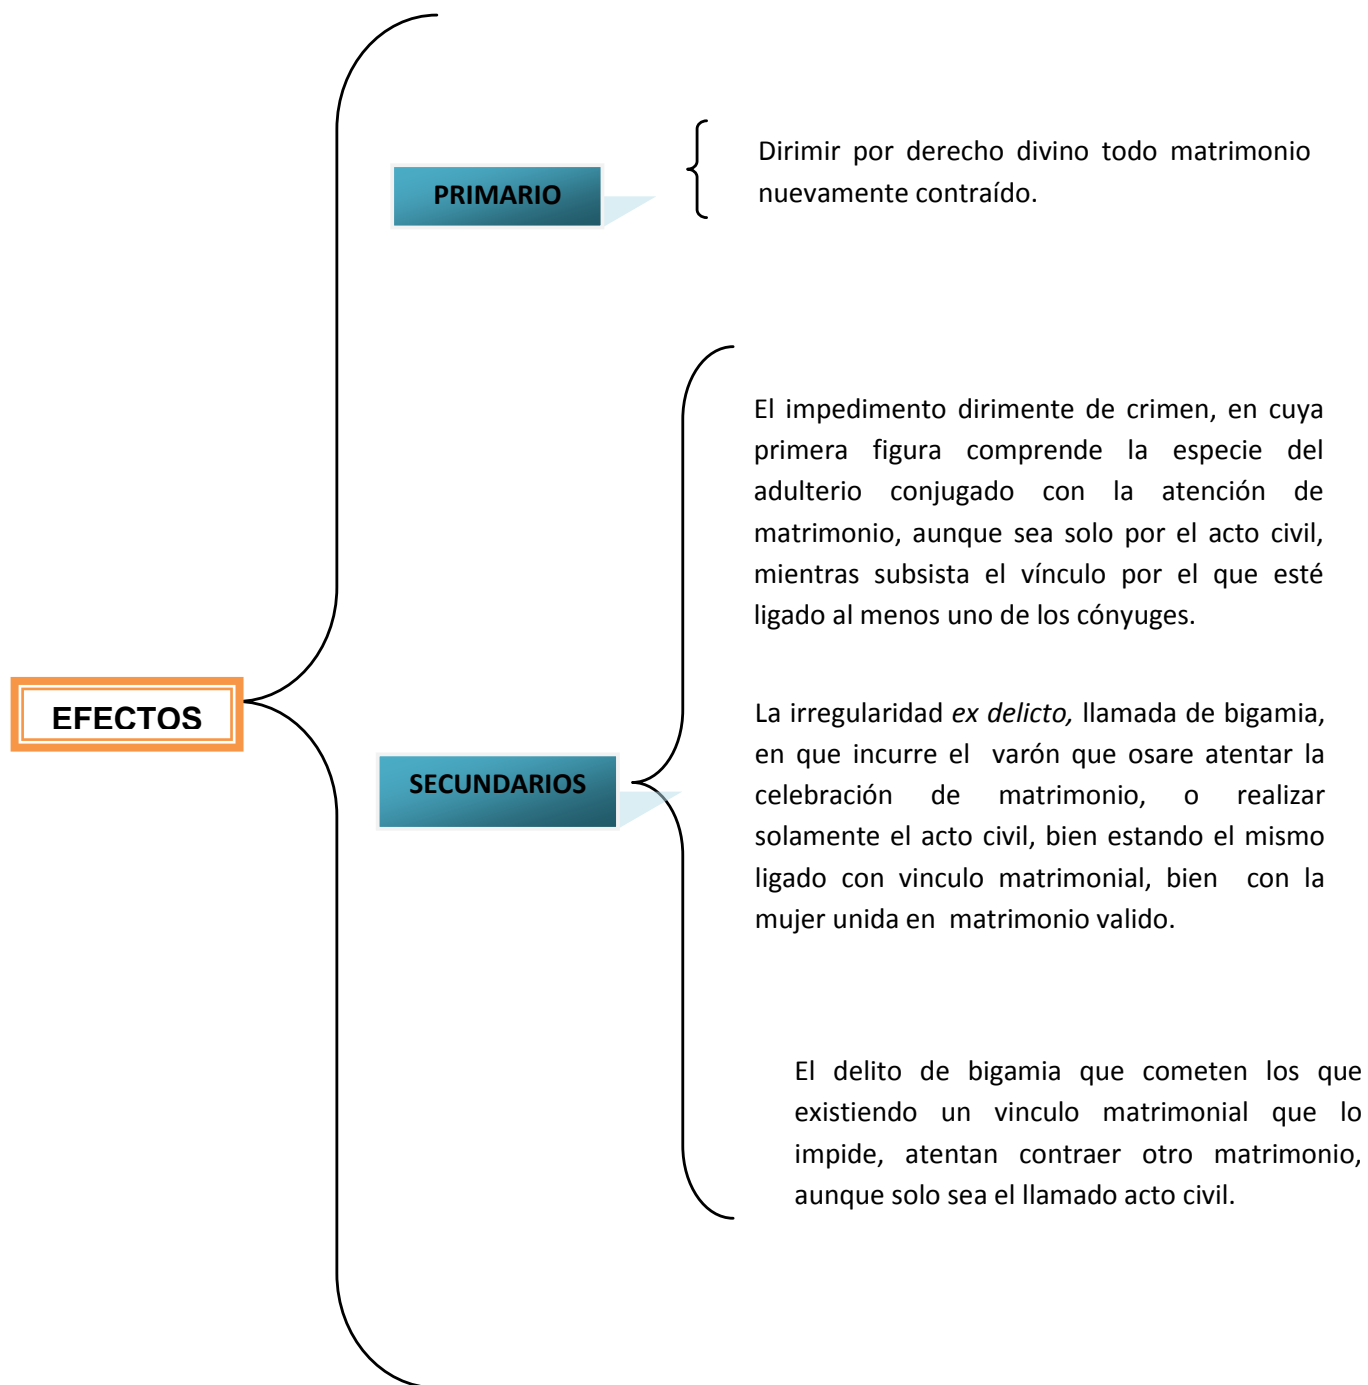 EFECTOS
PRIMARIO
Dirimir por derecho divino todo matrimonio
nuevamente contraído.
SECUNDARIOS
El impedimento dirimente de crimen, en cuya
primera figura comprende la especie del
adulterio conjugado con la atención de
matrimonio, aunque sea solo por el acto civil,
mientras subsista el vínculo por el que esté
ligado al menos uno de los cónyuges.
La irregularidad ex delicto, llamada de bigamia,
en que incurre el varón que osare atentar la
celebración de matrimonio, o realizar
solamente el acto civil, bien estando el mismo
ligado con vinculo matrimonial, bien con la
mujer unida en matrimonio valido.
El delito de bigamia que cometen los que
existiendo un vinculo matrimonial que lo
impide, atentan contraer otro matrimonio,
aunque solo sea el llamado acto civil.